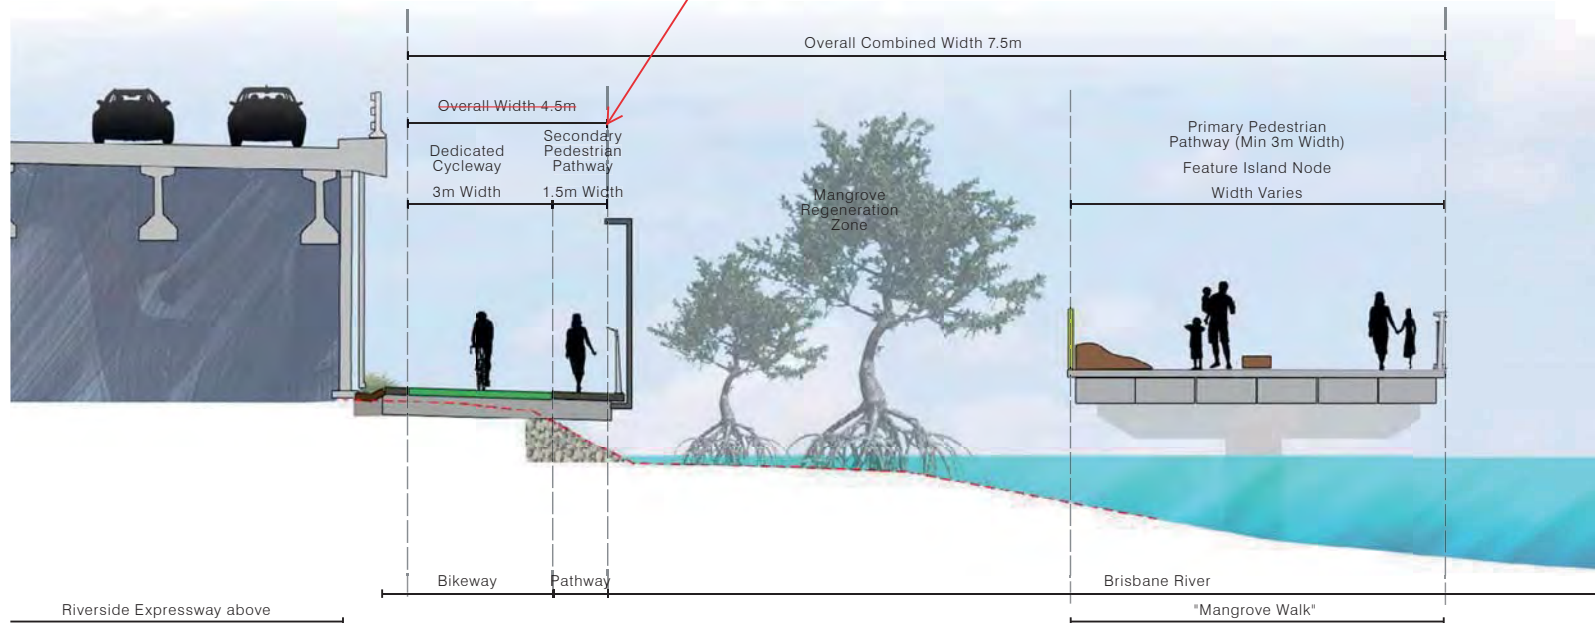 Overall Combined Width 7.5m
Overall Width 4.5m
Dedicated
Cycleway
3m Width
Secondary
Pedestrian
Pathway
1.5m Width
Mangrove
Regeneration
Zone
Primary Pedestrian
Pathway (Min 3m Width)
Feature Island Node
Width Varies
Bikeway
Pathway
Brisbane River
Riverside Expressway above
"Mangrove Walk"